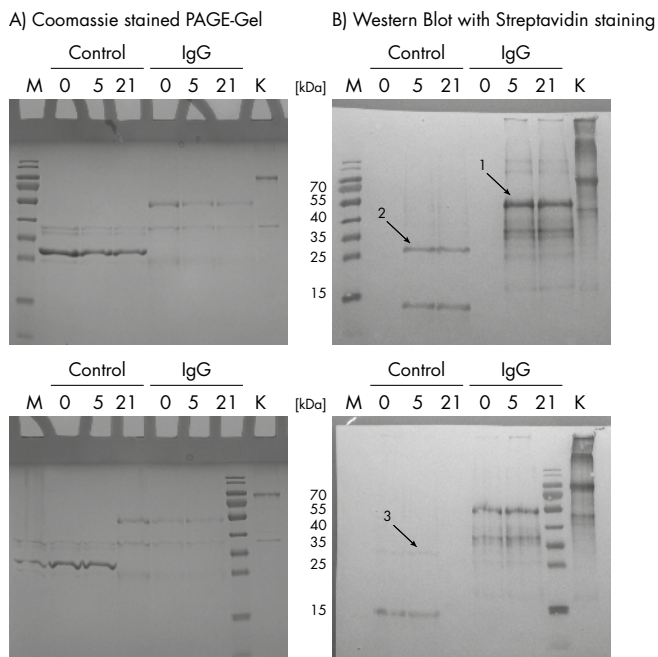 A) Coomassie stained PAGE-Gel
B) Western Blot with Streptavidin staining
Control IgG
M 0 5 21 0 5 21 K
[kDa]
Control IgG
M 0 5 21 0 5 21 K
70
55
40
35
25
15
1
2
Control IgG
M 0 5 21 0 5 21 K
[kDa]
Control IgG
M 0 5 21 0 5 21 K
70
55
40
35
25
15
3